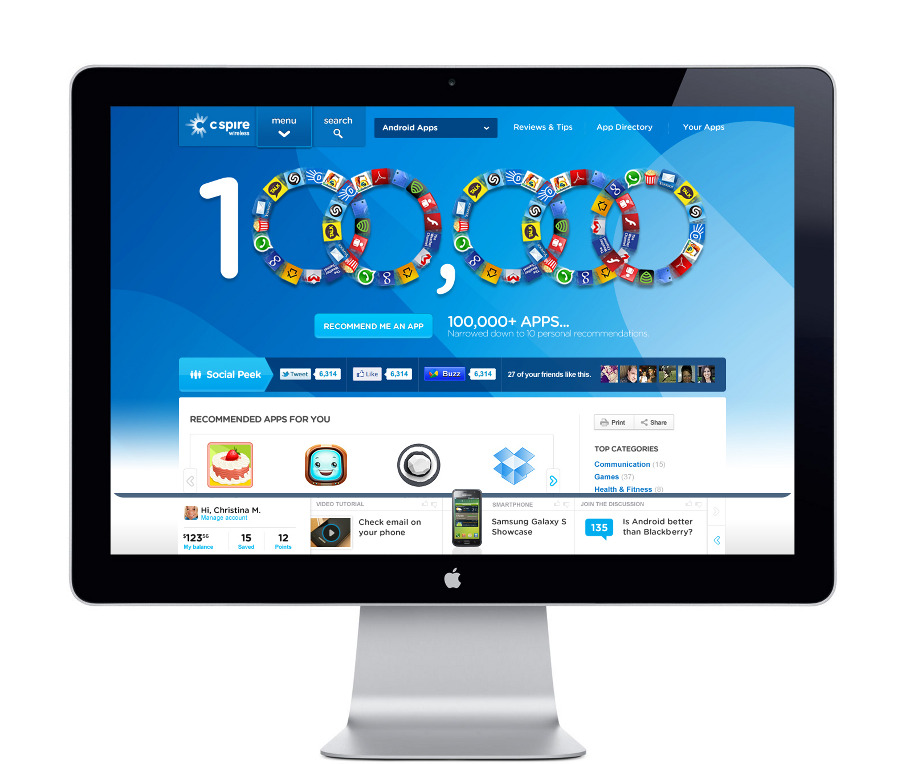 c spire
wireless
menu
search
Android Apps
Reviews & Tips
App Directory
Your Apps
100,000
RECOMMEND ME AN APP
100,000+ APPS...
Narrowed down to 10 personal recommendations.
Social Peek
Tweet
6,314
Like
6,314
Buzz
6,314
27 of your friends like this.
RECOMMENDED APPS FOR YOU
Print
Share
TOP CATEGORIES
Communication (15)
Games (37)
Health & Fitness (8)
Hi, Christina M.
Manage account
$123 56
My balance
15
Saved
12
Points
VIDEO TUTORIAL
Check email on
your phone
SMARTPHONE
Samsung Galaxy S
Showcase
JOIN THE DISCUSSION
135
Is Android better
than Blackberry?